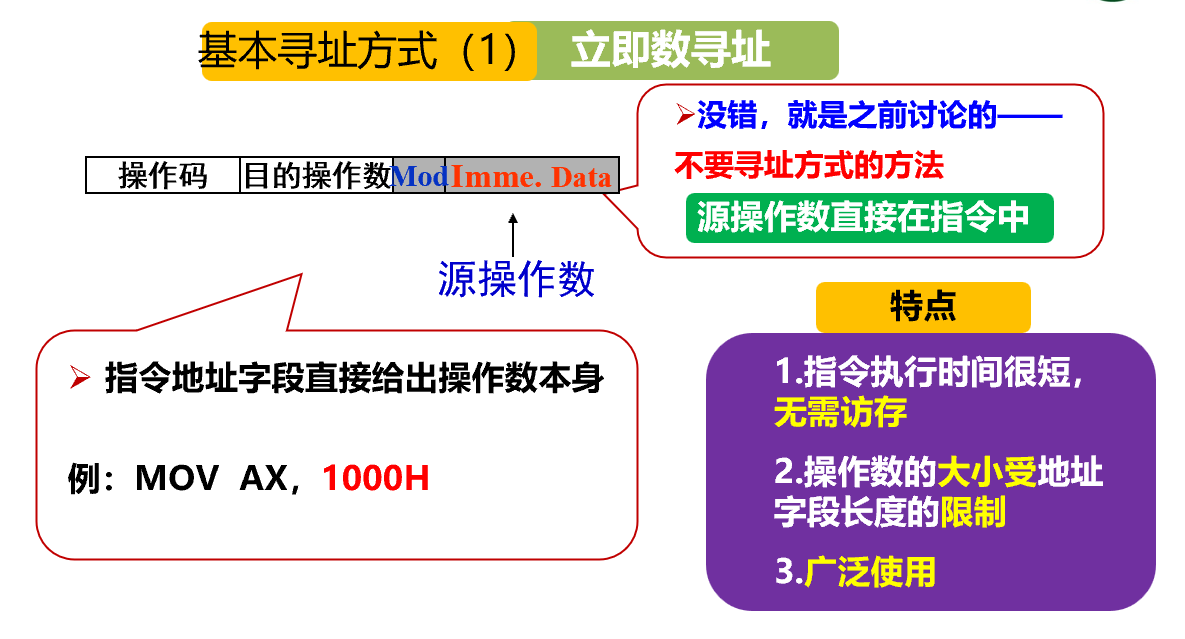 基本寻址方式（1）
立即数寻址
➢没错，就是之前讨论的——
不要寻址方式的方法
源操作数直接在指令中
操作码 目的操作数 Mod Imme. Data
源操作数
➢ 指令地址字段直接给出操作数本身
例：MOV AX，1000H
特点
1.指令执行时间很短，
无需访存
2.操作数的大小受地址
字段长度的限制
3.广泛使用